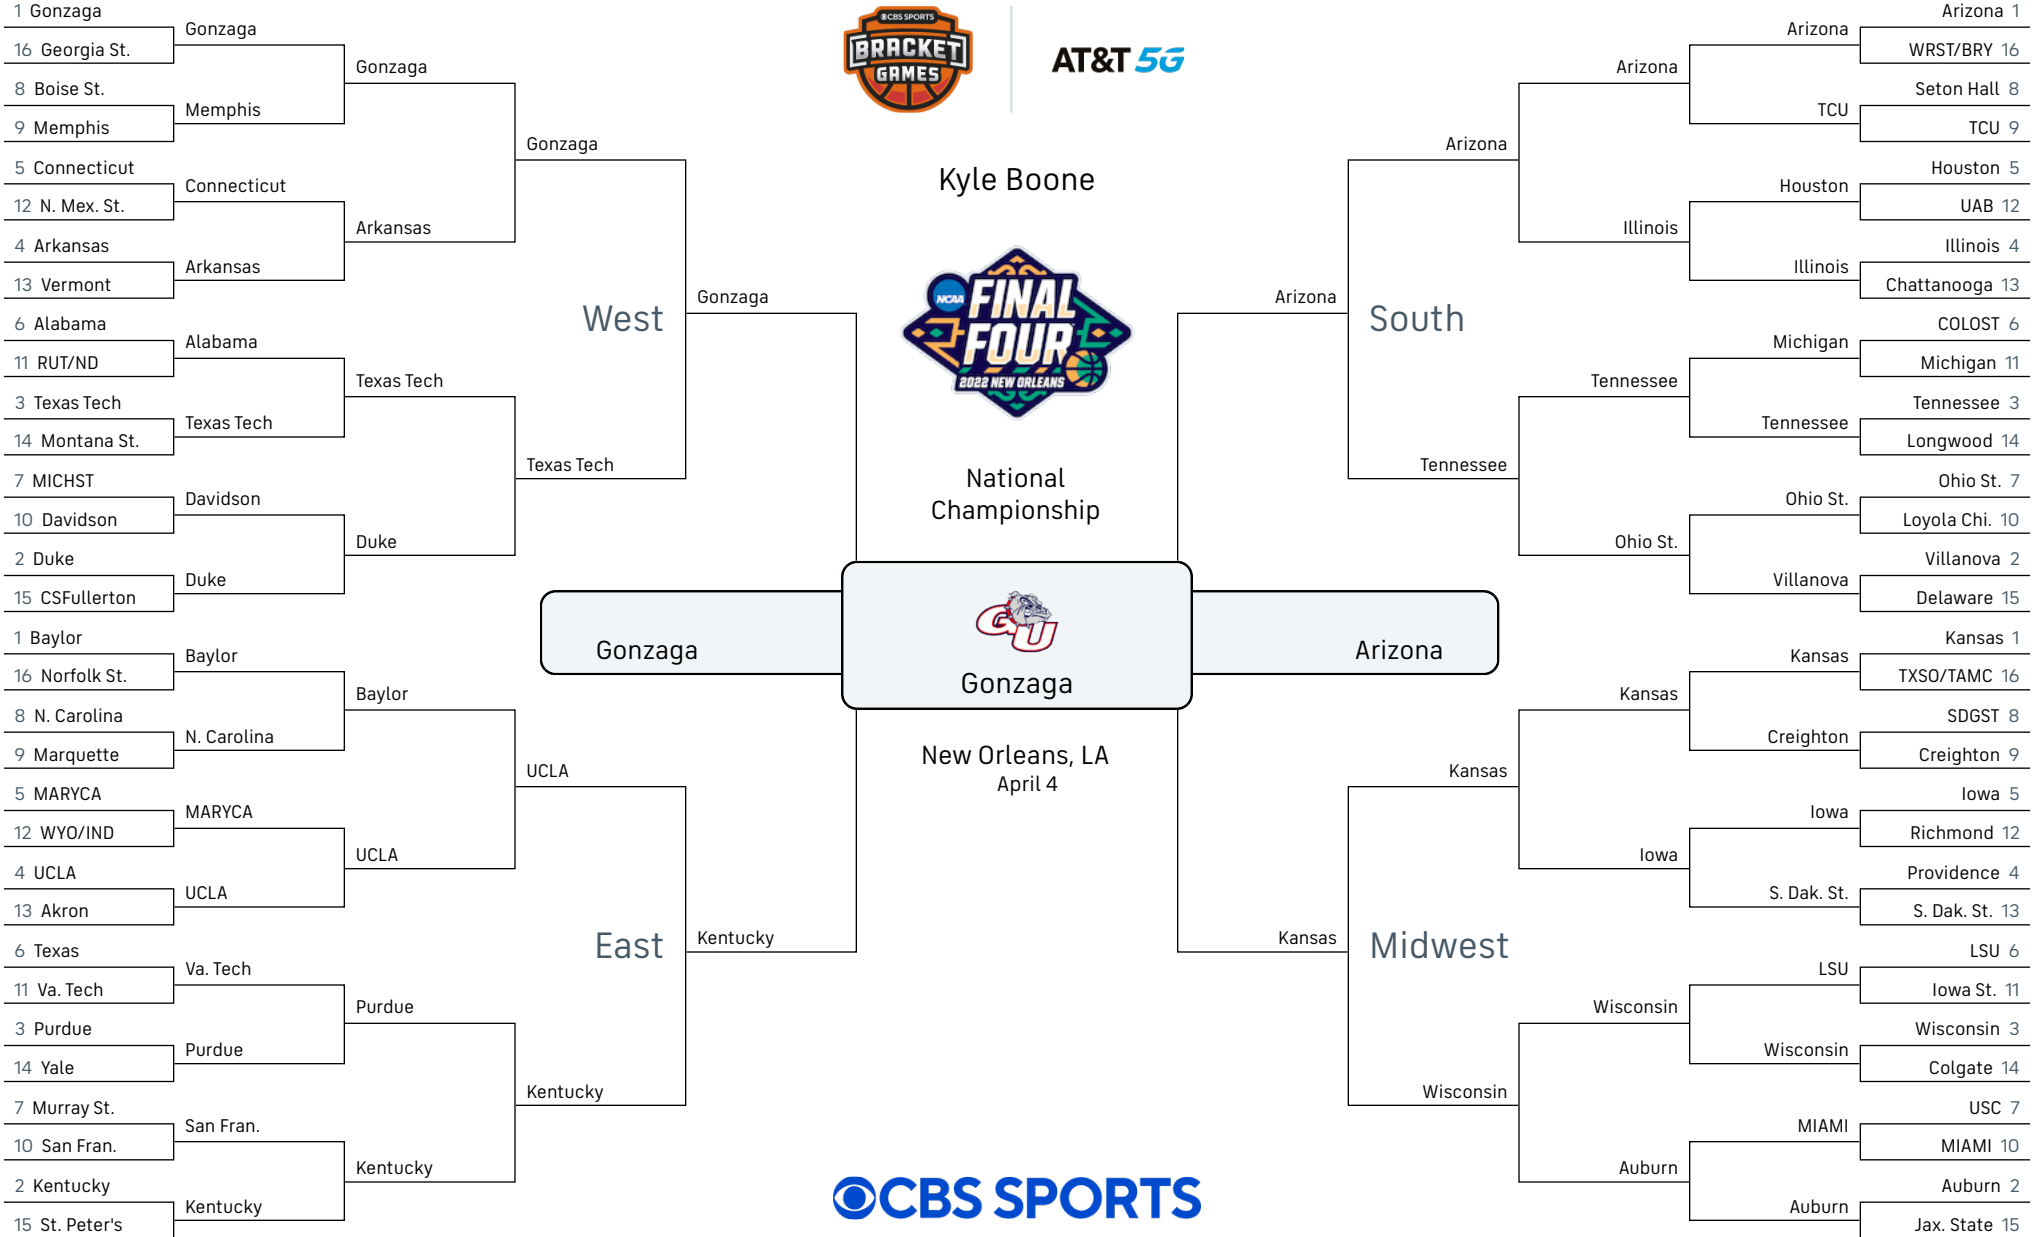 1 Gonzaga
16 Georgia St.
8 Boise St.
9 Memphis
5 Connecticut
12 N. Mex. St.
4 Arkansas
13 Vermont
6 Alabama
11 RUT/ND
3 Texas Tech
14 Montana St.
7 MICHST
10 Davidson
2 Duke
15 CSFullerton
1 Baylor
16 Norfolk St.
8 N. Carolina
9 Marquette
5 MARYCA
12 WYO/IND
4 UCLA
13 Akron
6 Texas
11 Va. Tech
3 Purdue
14 Yale
7 Murray St.
10 San Fran.
2 Kentucky
15 St. Peter's
Gonzaga
Memphis
Connecticut
Arkansas
Alabama
Texas Tech
Davidson
Duke
Baylor
N. Carolina
MARYCA
UCLA
Va. Tech
Purdue
San Fran.
Kentucky
Gonzaga
Arkansas
Texas Tech
Duke
Baylor
UCLA
Purdue
Kentucky
Gonzaga
Texas Tech
UCLA
Kentucky
West
East
Gonzaga
Kentucky
CBS SPORTS
BRACKET
GAMES
AT&T 5G
Kyle Boone
NCAA
FINAL
FOUR
2022 NEW ORLEANS
National
Championship
Gonzaga
GU
Gonzaga
Arizona
New Orleans, LA
April 4
CBS SPORTS
Arizona
Kansas
South
Midwest
Arizona
Tennessee
Kansas
Wisconsin
Arizona
Illinois
Tennessee
Ohio St.
Kansas
Iowa
Wisconsin
Auburn
Arizona
TCU
Houston
Illinois
Michigan
Tennessee
Ohio St.
Villanova
Kansas
Creighton
Iowa
S. Dak. St.
LSU
Wisconsin
MIAMI
Auburn
Arizona 1
WRST/BRY 16
Seton Hall 8
TCU 9
Houston 5
UAB 12
Illinois 4
Chattanooga 13
COLOST 6
Michigan 11
Tennessee 3
Longwood 14
Ohio St. 7
Loyola Chi. 10
Villanova 2
Delaware 15
Kansas 1
TXSO/TAMC 16
SDGST 8
Creighton 9
Iowa 5
Richmond 12
Providence 4
S. Dak. St. 13
LSU 6
Iowa St. 11
Wisconsin 3
Colgate 14
USC 7
MIAMI 10
Auburn 2
Jax. State 15